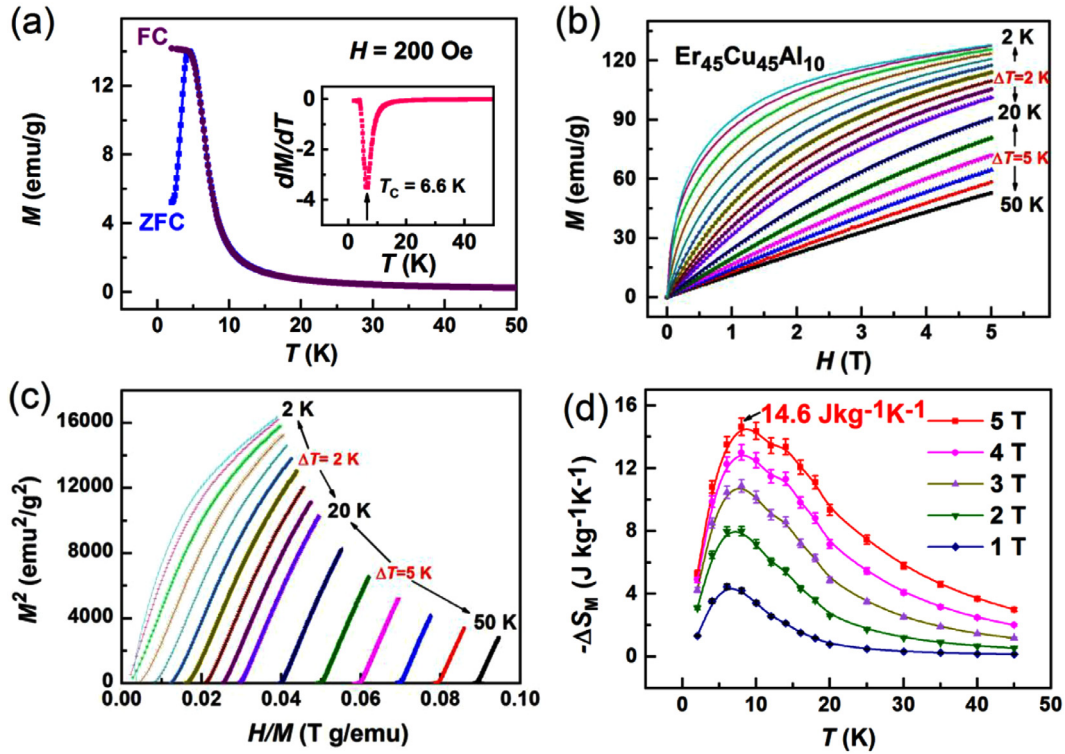 (a)
FC
ZFC
H = 200 Oe
M (emu/g)
14
12
8
4
0
0
10
20
30
40
50
T (K)
dM/dT
0
-2
-4
T_C = 6.6 K
0
20
40
T (K)
(b)
Er₄₅Cu₄₅Al₁₀
2 K
ΔT=2 K
20 K
ΔT=5 K
50 K
M (emu/g)
120
90
60
30
0
0
1
2
3
4
5
H (T)
(c)
2 K
ΔT= 2 K
20 K
ΔT=5 K
50 K
M² (emu²/g²)
16000
12000
8000
4000
0
0.00
0.02
0.04
0.06
0.08
0.10
H/M (T g/emu)
(d)
14.6 Jkg⁻¹K⁻¹
5 T
4 T
3 T
2 T
1 T
-ΔS_M (J kg⁻¹K⁻¹)
16
12
8
4
0
0
10
20
30
40
50
T (K)